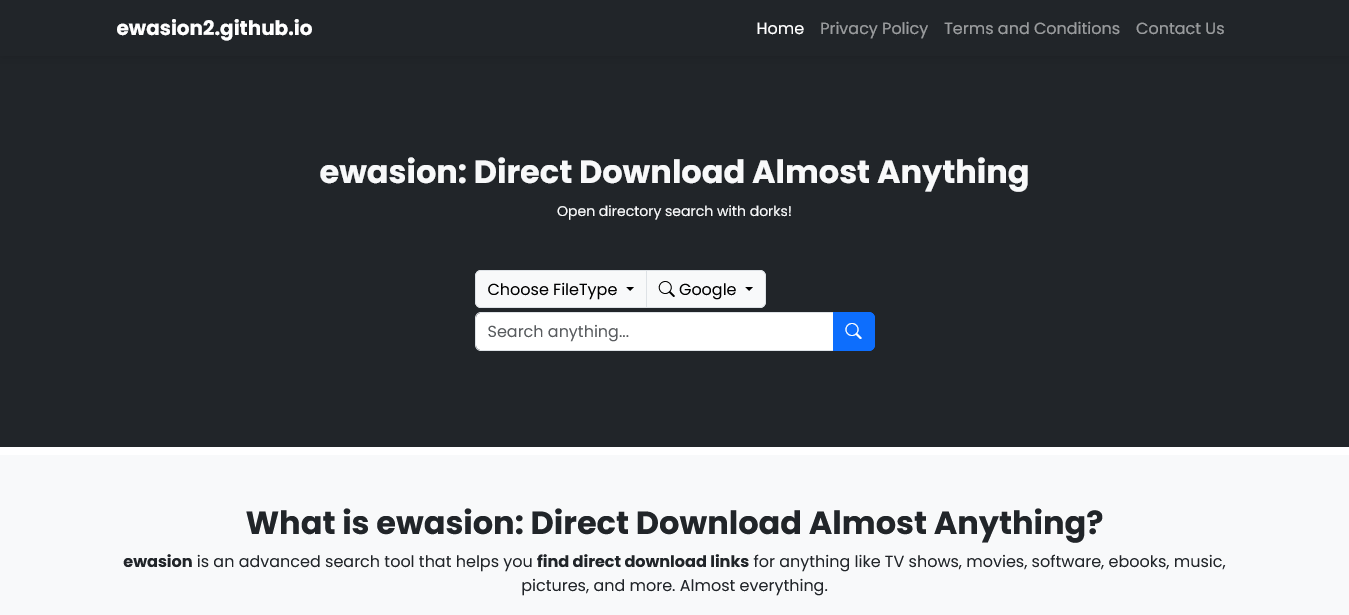 ewasion2.github.io
Home Privacy Policy Terms and Conditions Contact Us
ewasion: Direct Download Almost Anything
Open directory search with dorks!
Choose FileType Google
Search anything...
What is ewasion: Direct Download Almost Anything?
ewasion is an advanced search tool that helps you find direct download links for anything like TV shows, movies, software, ebooks, music,
pictures, and more. Almost everything.